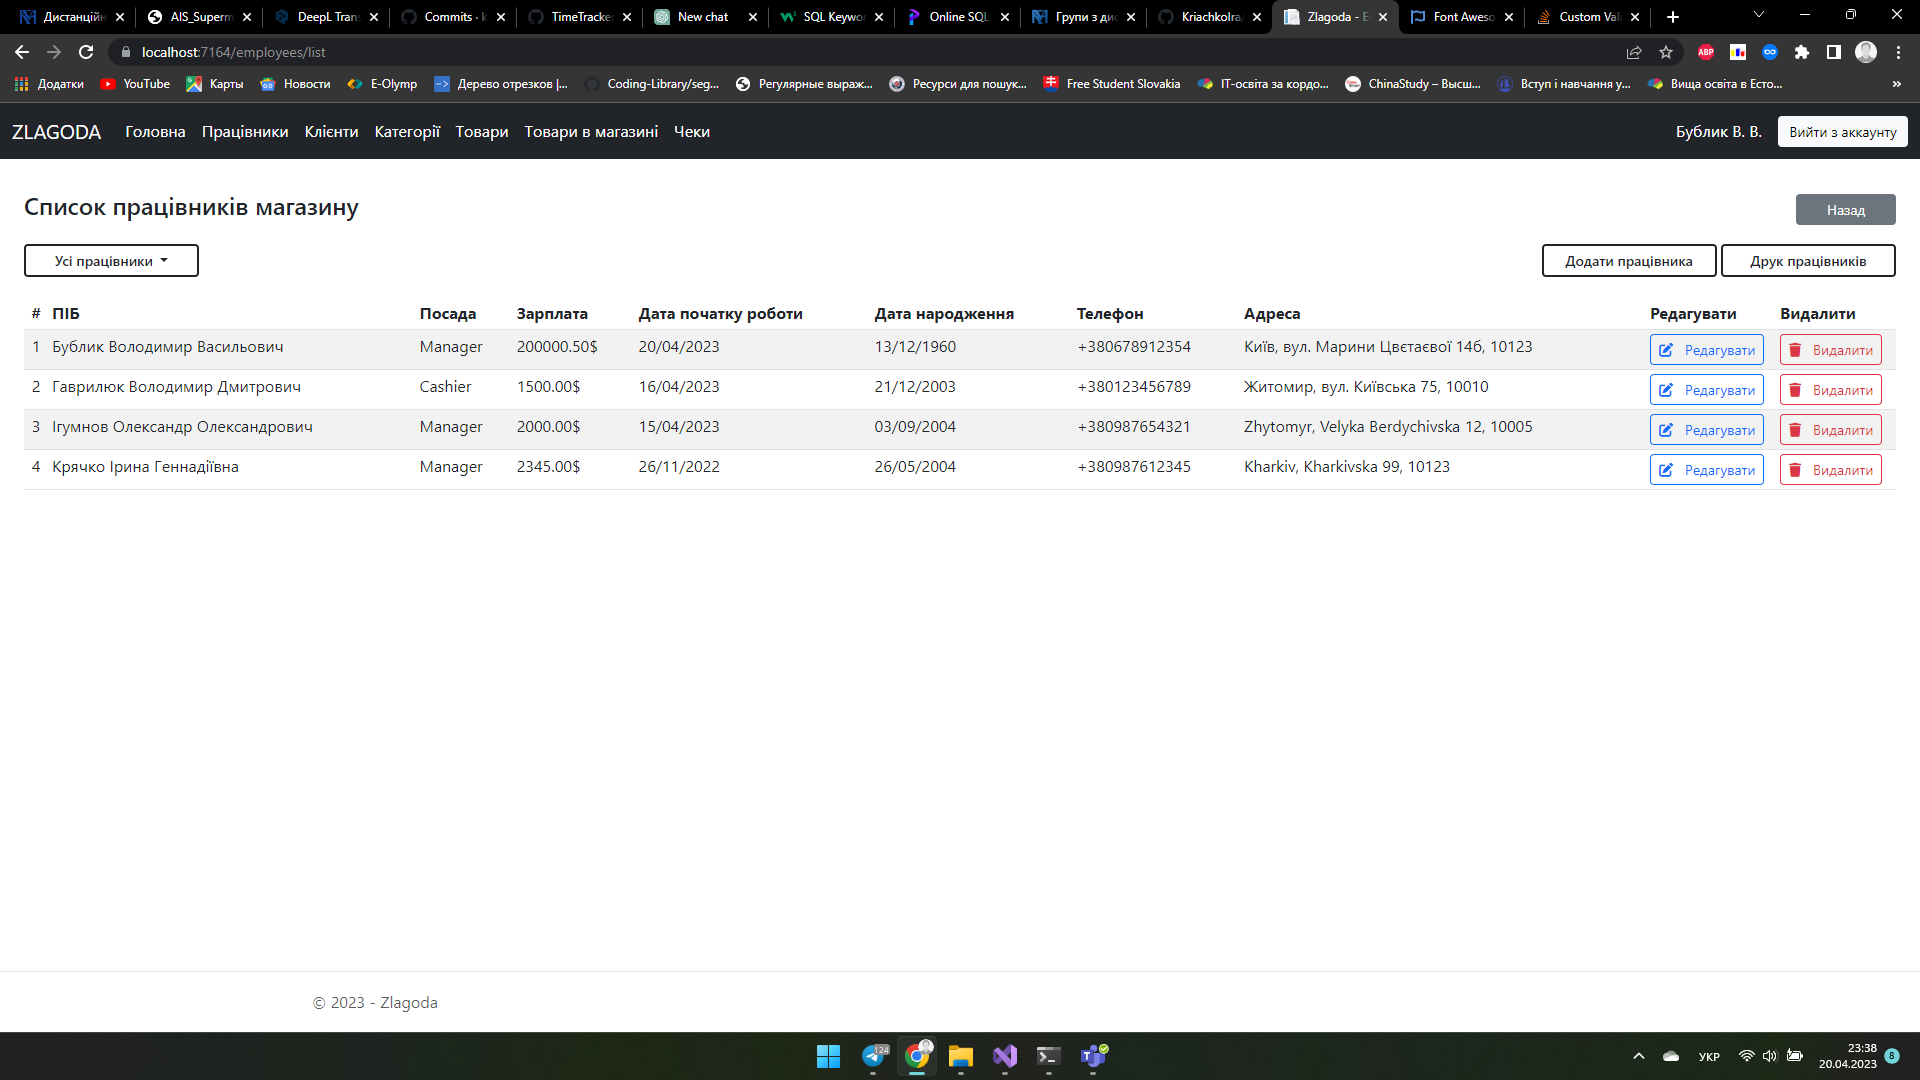 Дистанційн
AIS_Superm
DeepL Trans
Commits · k
TimeTracke
New chat
SQL Keywor
Online SQL
Групи з дис
KriachkoIra/
Zlagoda - E
Font Aweso
Custom Vali
localhost:7164/employees/list
ABP
Додатки
YouTube
Карты
Новости
E-Olymp
Дерево отрезков |...
Coding-Library/seg...
Регулярные выраж...
Ресурси для пошук...
Free Student Slovakia
IT-освіта за кордо...
ChinaStudy – Высш...
Вступ і навчання у...
Вища освіта в Есто...
»
ZLAGODA Головна Працівники Клієнти Категорії Товари Товари в магазині Чеки Бублик В. В. Вийти з аккаунту
Список працівників магазину
Назад
Усі працівники
Додати працівника
Друк працівників
# ПІБ Посада Зарплата Дата початку роботи Дата народження Телефон Адреса Редагувати Видалити
1 Бублик Володимир Васильович Manager 200000.50$ 20/04/2023 13/12/1960 +380678912354 Київ, вул. Марини Цвєтаєвої 14б, 10123 Редагувати Видалити
2 Гаврилюк Володимир Дмитрович Cashier 1500.00$ 16/04/2023 21/12/2003 +380123456789 Житомир, вул. Київська 75, 10010 Редагувати Видалити
3 Ігумнов Олександр Олександрович Manager 2000.00$ 15/04/2023 03/09/2004 +380987654321 Zhytomyr, Velyka Berdychivska 12, 10005 Редагувати Видалити
4 Крячко Ірина Геннадіївна Manager 2345.00$ 26/11/2022 26/05/2004 +380987612345 Kharkiv, Kharkivska 99, 10123 Редагувати Видалити
© 2023 - Zlagoda
124
УКР
23:38
20.04.2023
8